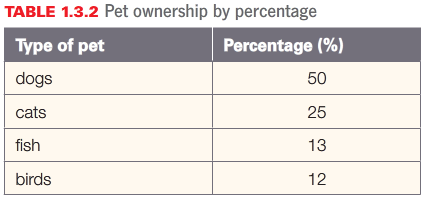 TABLE 1.3.2 Pet ownership by percentage
Type of pet Percentage (%)
dogs 50
cats 25
fish 13
birds 12